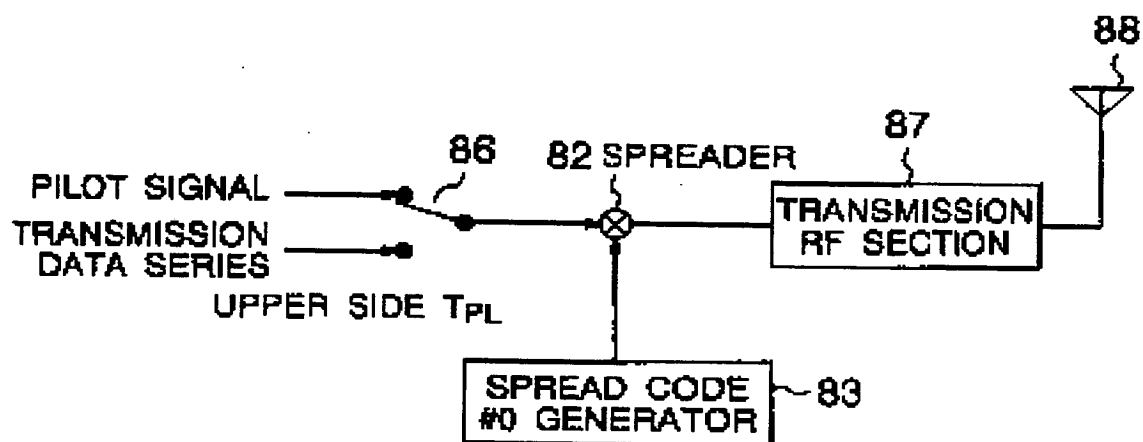 88
86
82 SPREADER
87
PILOT SIGNAL
TRANSMISSION
DATA SERIES
TRANSMISSION
RF SECTION
UPPER SIDE TPL
SPREAD CODE
#0 GENERATOR
83